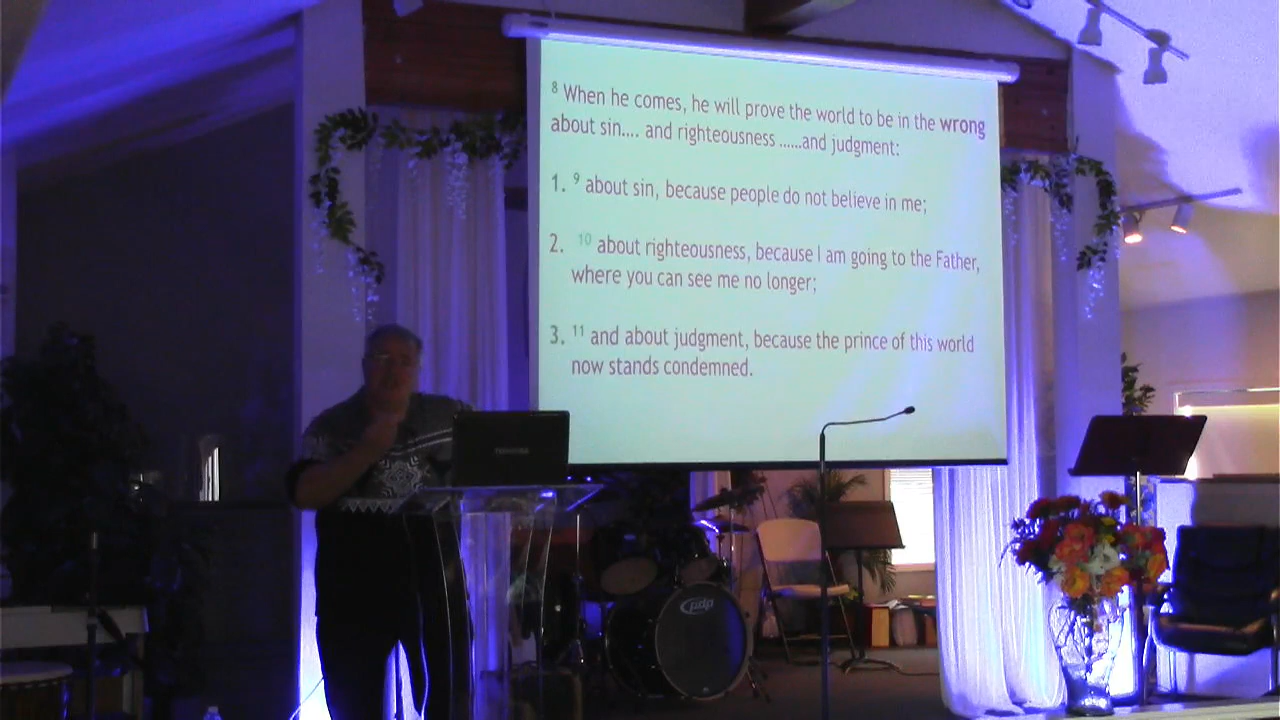 8 When he comes, he will prove the world to be in the wrong
about sin.... and righteousness ......and judgment:
1. 9 about sin, because people do not believe in me;
2. 10 about righteousness, because I am going to the Father,
where you can see me no longer;
3. 11 and about judgment, because the prince of this world
now stands condemned.
TOSHIBA
pdp